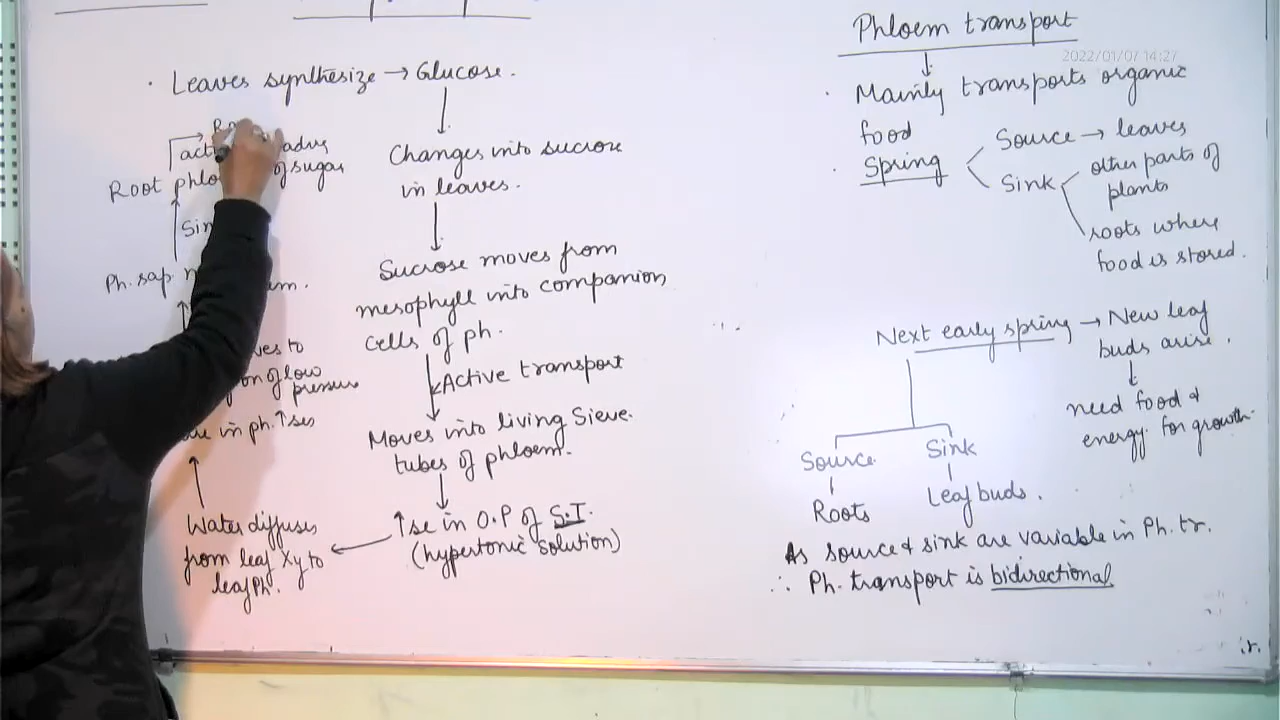 · Leaves synthesize → Glucose.
Changes into sucrose
in leaves.
Sucrose moves from
mesophyll into companion
cells of ph.
Active transport
Moves into living Sieve
tubes of phloem.
↑se in O.P of S.T.
(hypertonic solution)
Water diffuses
from leaf Xy to
leaf Ph.
in ph. ↑ses
to
of low
pressure
Ph. sap
Root
of sugar
Phloem transport
2022/01/07 14:27
· Mainly transports organic
food
· Spring
Source → leaves
Sink
other parts of
plants
roots where
food is stored.
Next early spring → New leaf
buds arise.
need food &
energy for growth.
Source
Sink
Roots
Leaf buds.
As source & sink are variable in Ph. tr.
∴ Ph. transport is bidirectional